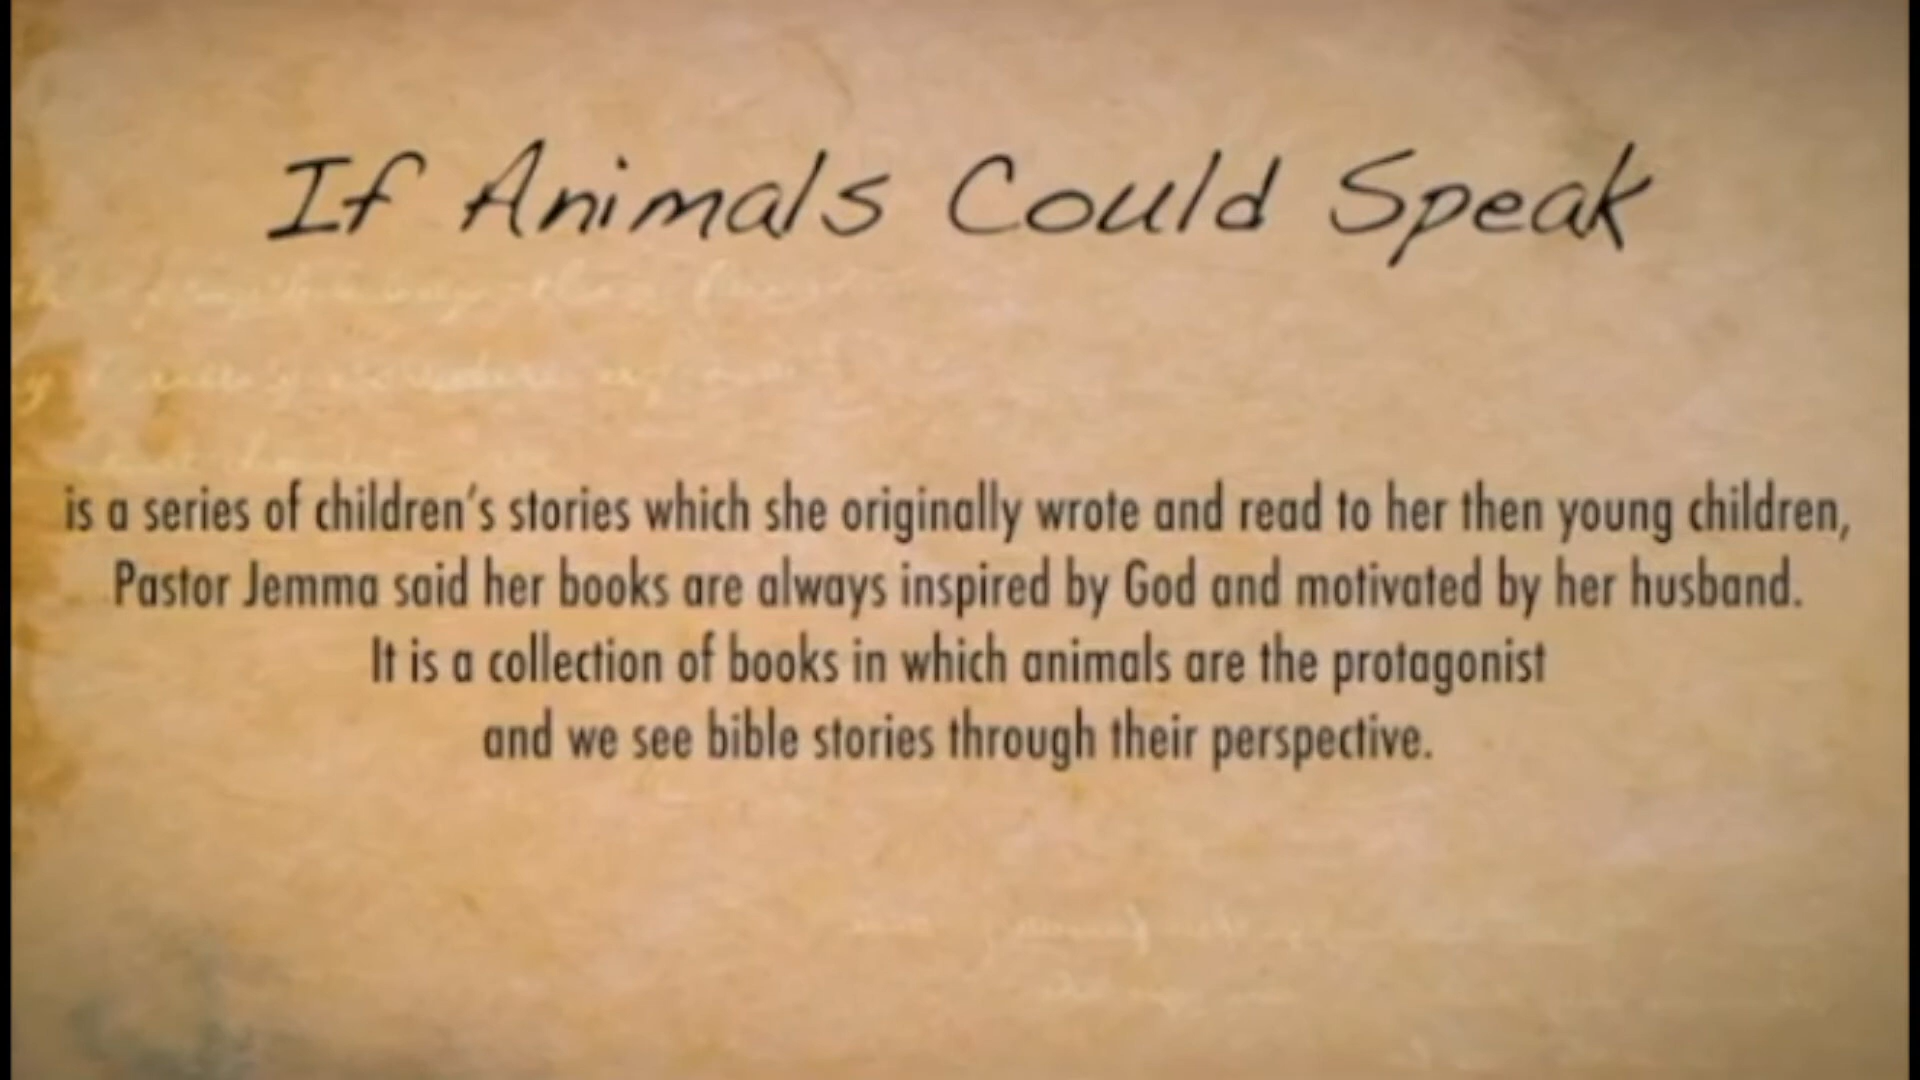 If Animals Could Speak
is a series of children's stories which she originally wrote and read to her then young children,
Pastor Jemma said her books are always inspired by God and motivated by her husband.
It is a collection of books in which animals are the protagonist
and we see bible stories through their perspective.